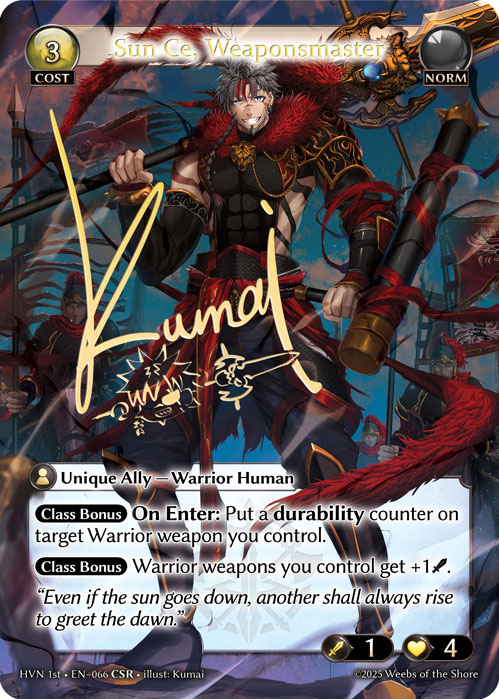 3
COST
Sun Ce, Weaponsmaster
NORM
Kumai
Unique Ally — Warrior Human
Class Bonus On Enter: Put a durability counter on
target Warrior weapon you control.
Class Bonus Warrior weapons you control get +1.
“Even if the sun goes down, another shall always rise
to greet the dawn.”
1 4
HVN 1st • EN–066 CSR • illust: Kumai
©2025 Weebs of the Shore